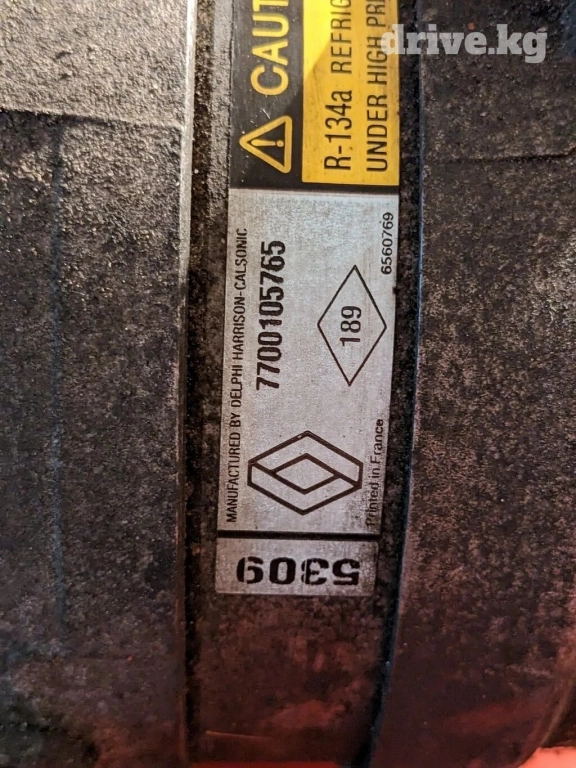 drive.kg
CAUT
R-134a REFRIG
UNDER HIGH PRE
MANUFACTURED BY DELPHI HARRISON-CALSONIC
7700105765
189
6560769
Printed in France
5309